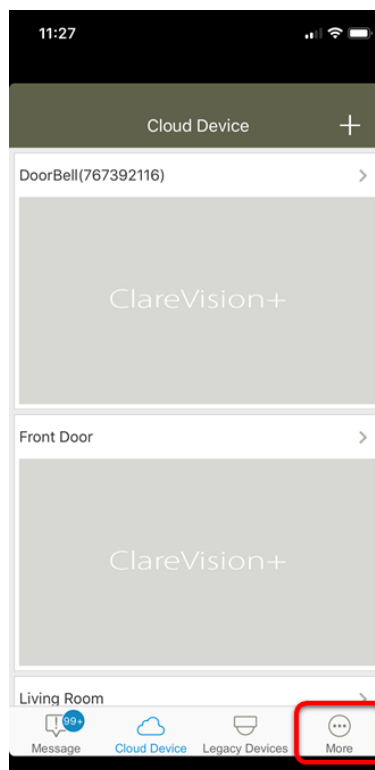 11:27
Cloud Device
DoorBell(767392116)
ClareVision+
Front Door
ClareVision+
Living Room
99+
Message Cloud Device Legacy Devices More